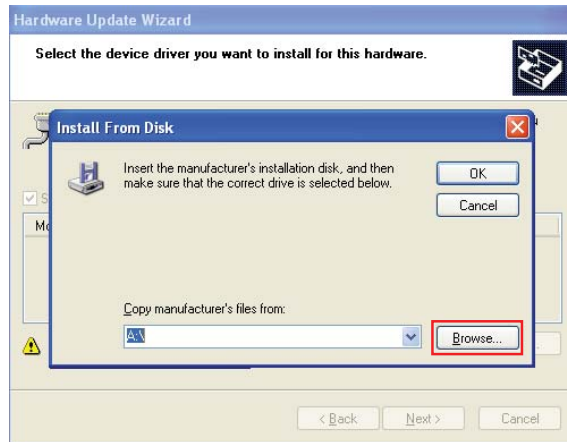 Hardware Update Wizard
Select the device driver you want to install for this hardware.
Install From Disk
Insert the manufacturer's installation disk, and then
make sure that the correct drive is selected below.
OK
Cancel
S
Mo
Copy manufacturer's files from:
A:\
Browse...
< Back
Next >
Cancel